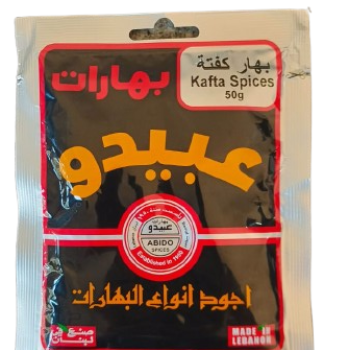 بهارات
بهار كفتة
Kafta Spices
50g
عبيدو
عبيدو
ABIDO
SPICES
اجود انواع البهارات
صنع في
لبنان
MADE IN
LEBANON